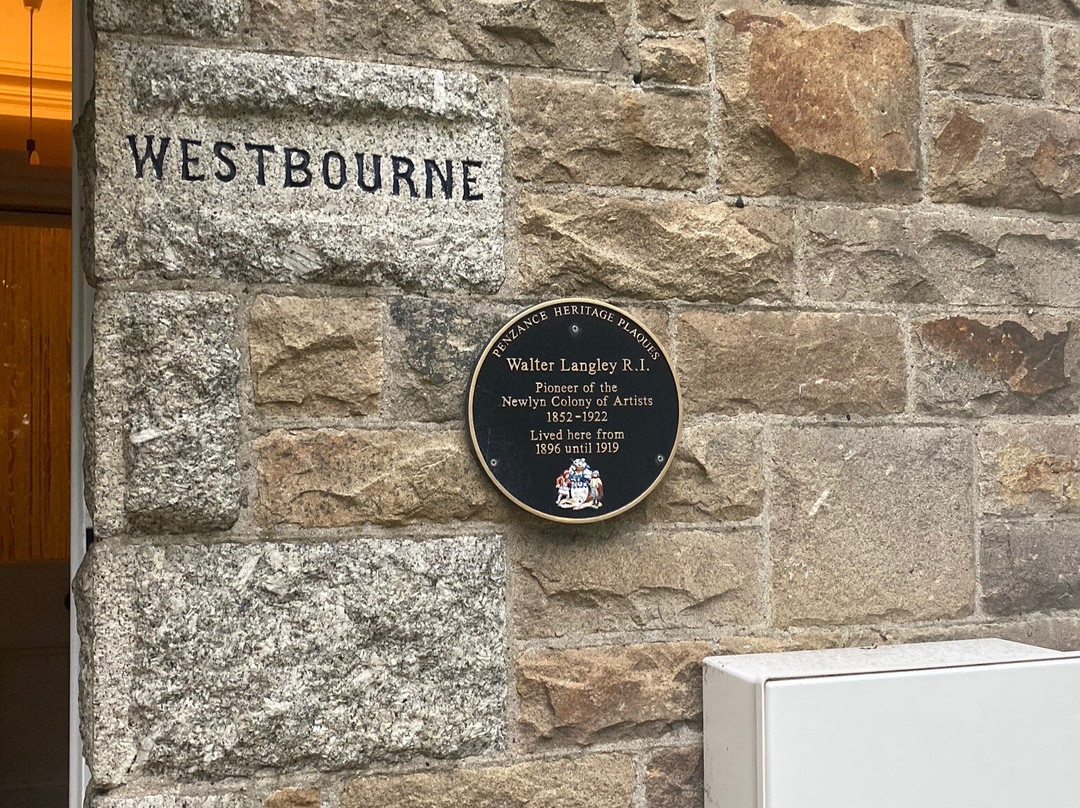 WESTBOURNE
PENZANCE HERITAGE PLAQUES
Walter Langley R.I.
Pioneer of the
Newlyn Colony of Artists
1852-1922
Lived here from
1896 until 1919